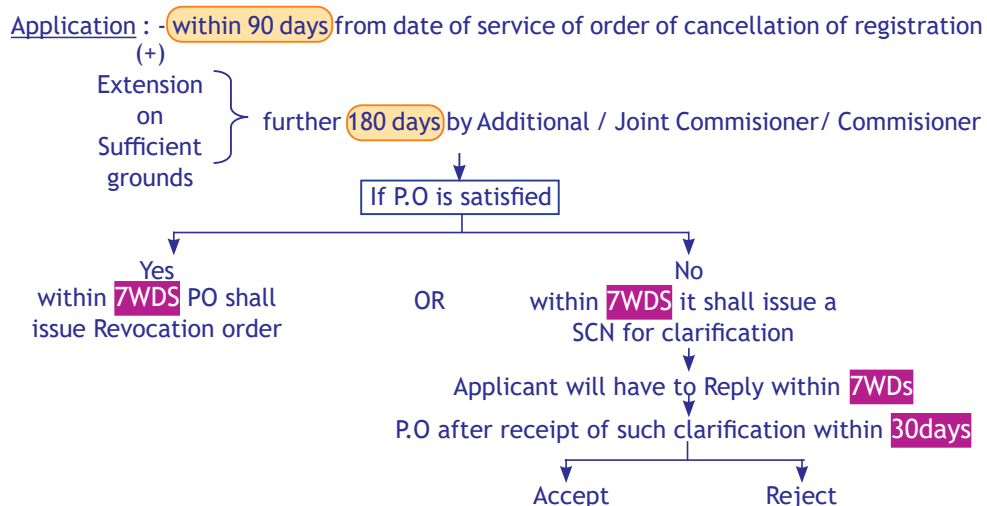 Application : - within 90 days from date of service of order of cancellation of registration
(+)
Extension
on
Sufficient
grounds
further 180 days by Additional / Joint Commisioner/ Commisioner
If P.O is satisfied
Yes
within 7WDS PO shall
issue Revocation order
OR
No
within 7WDS it shall issue a
SCN for clarification
Applicant will have to Reply within 7WDs
P.O after receipt of such clarification within 30days
Accept
Reject